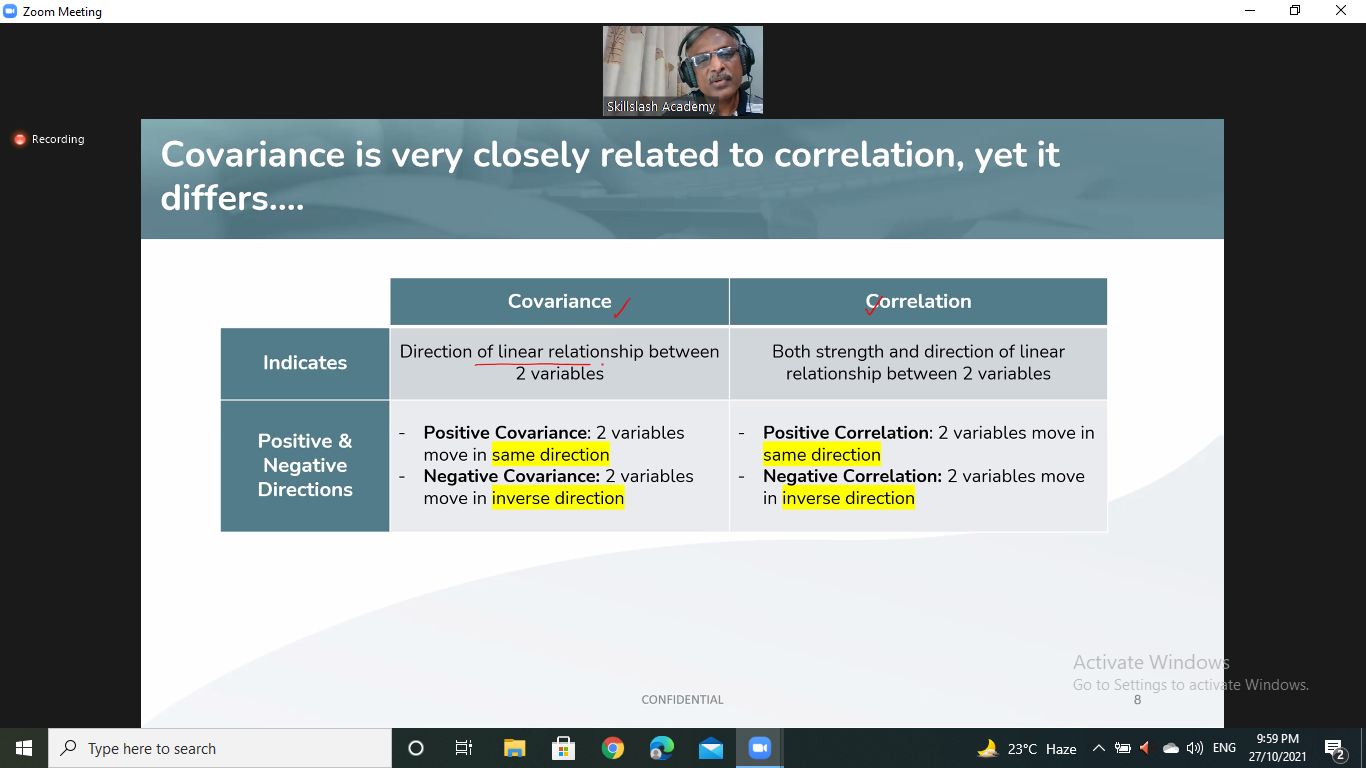 Zoom Meeting
Skillslash Academy
Recording
Covariance is very closely related to correlation, yet it
differs....
Covariance
Correlation
Indicates
Direction of linear relationship between
2 variables
Both strength and direction of linear
relationship between 2 variables
Positive &
Negative
Directions
- Positive Covariance: 2 variables
move in same direction
- Negative Covariance: 2 variables
move in inverse direction
- Positive Correlation: 2 variables move in
same direction
- Negative Correlation: 2 variables move
in inverse direction
Activate Windows
Go to Settings to activate Windows.
CONFIDENTIAL
8
Type here to search
23°C Haze
ENG
9:59 PM
27/10/2021
2